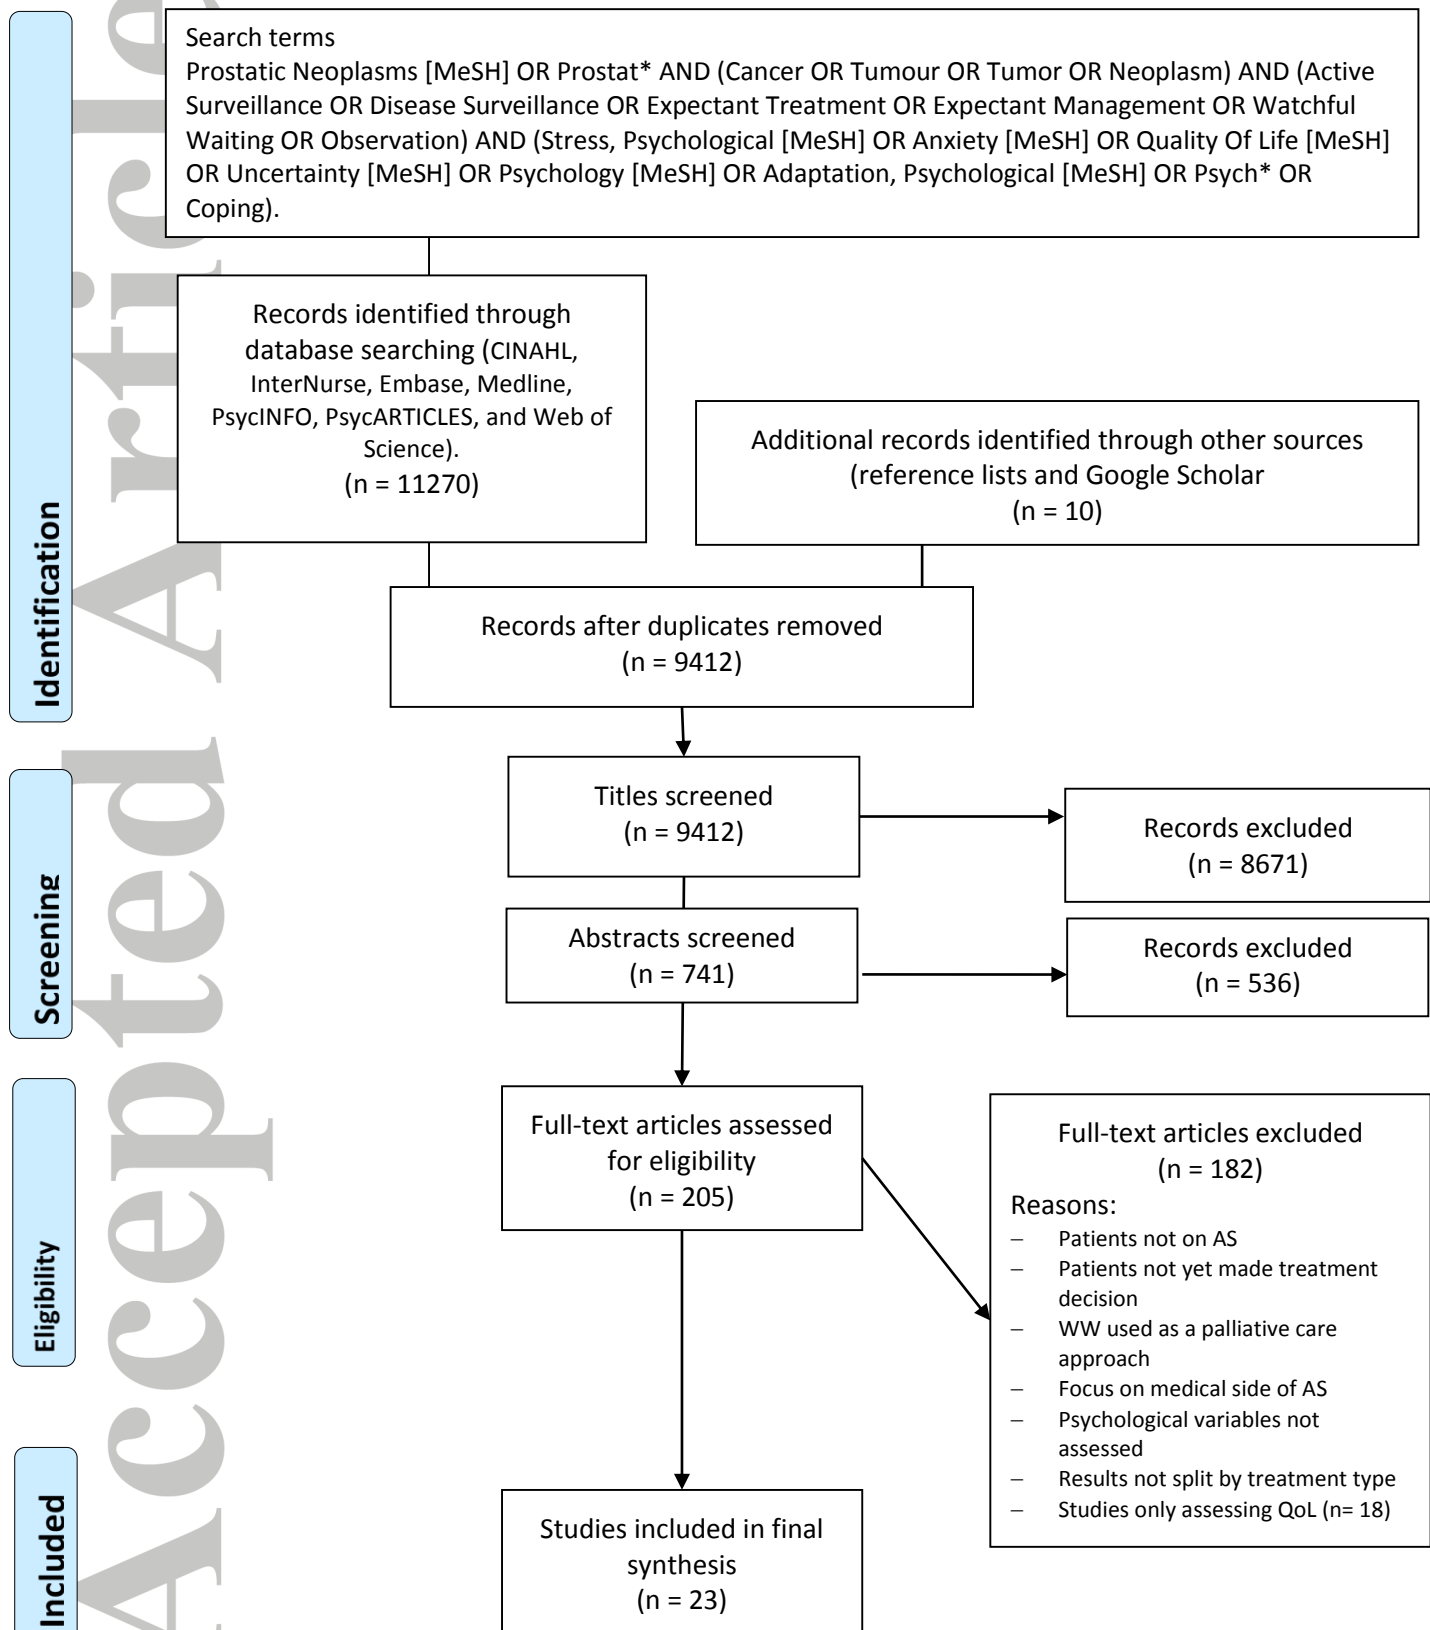 Search terms
Prostatic Neoplasms [MeSH] OR Prostat* AND (Cancer OR Tumour OR Tumor OR Neoplasm) AND (Active
Surveillance OR Disease Surveillance OR Expectant Treatment OR Expectant Management OR Watchful
Waiting OR Observation) AND (Stress, Psychological [MeSH] OR Anxiety [MeSH] OR Quality Of Life [MeSH]
OR Uncertainty [MeSH] OR Psychology [MeSH] OR Adaptation, Psychological [MeSH] OR Psych* OR
Coping).
Identification
Records identified through
database searching (CINAHL,
InterNurse, Embase, Medline,
PsycINFO, PsycARTICLES, and Web of
Science).
(n = 11270)
Additional records identified through other sources
(reference lists and Google Scholar
(n = 10)
Records after duplicates removed
(n = 9412)
Screening
Titles screened
(n = 9412)
Records excluded
(n = 8671)
Abstracts screened
(n = 741)
Records excluded
(n = 536)
Eligibility
Full-text articles assessed
for eligibility
(n = 205)
Full-text articles excluded
(n = 182)
Reasons:
– Patients not on AS
– Patients not yet made treatment
decision
– WW used as a palliative care
approach
– Focus on medical side of AS
– Psychological variables not
assessed
– Results not split by treatment type
– Studies only assessing QoL (n= 18)
Included
Studies included in final
synthesis
(n = 23)
Accepted Article